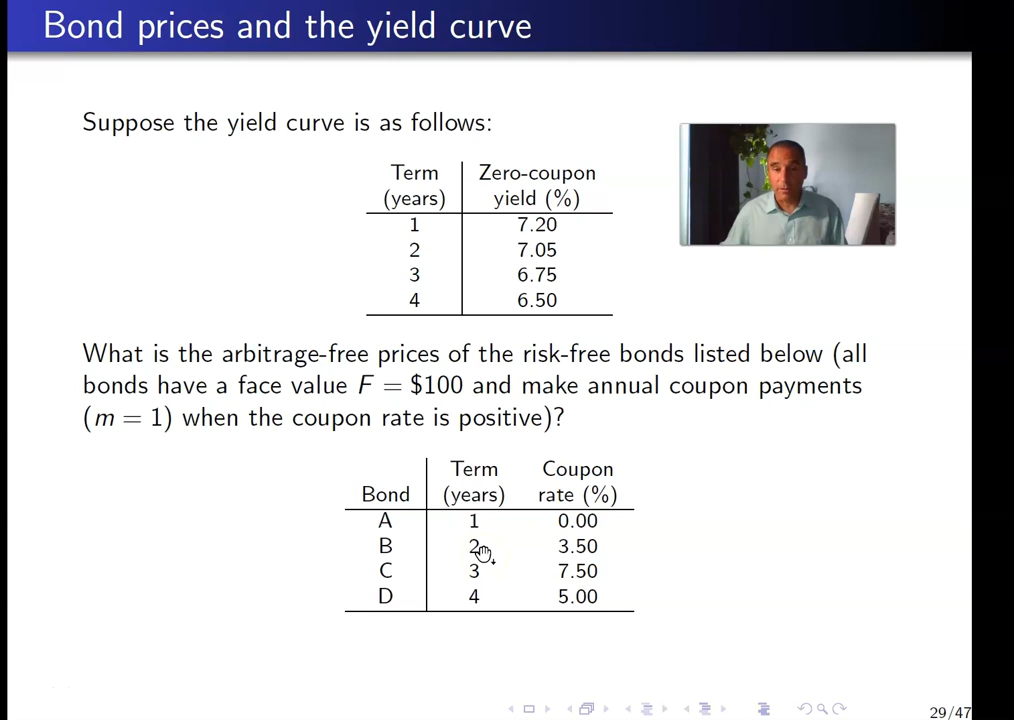 Bond prices and the yield curve
Suppose the yield curve is as follows:
Term Zero-coupon
(years) yield (%)
1 7.20
2 7.05
3 6.75
4 6.50
What is the arbitrage-free prices of the risk-free bonds listed below (all
bonds have a face value F = $100 and make annual coupon payments
(m = 1) when the coupon rate is positive)?
Term Coupon
Bond (years) rate (%)
A 1 0.00
B 2 3.50
C 3 7.50
D 4 5.00
29/47